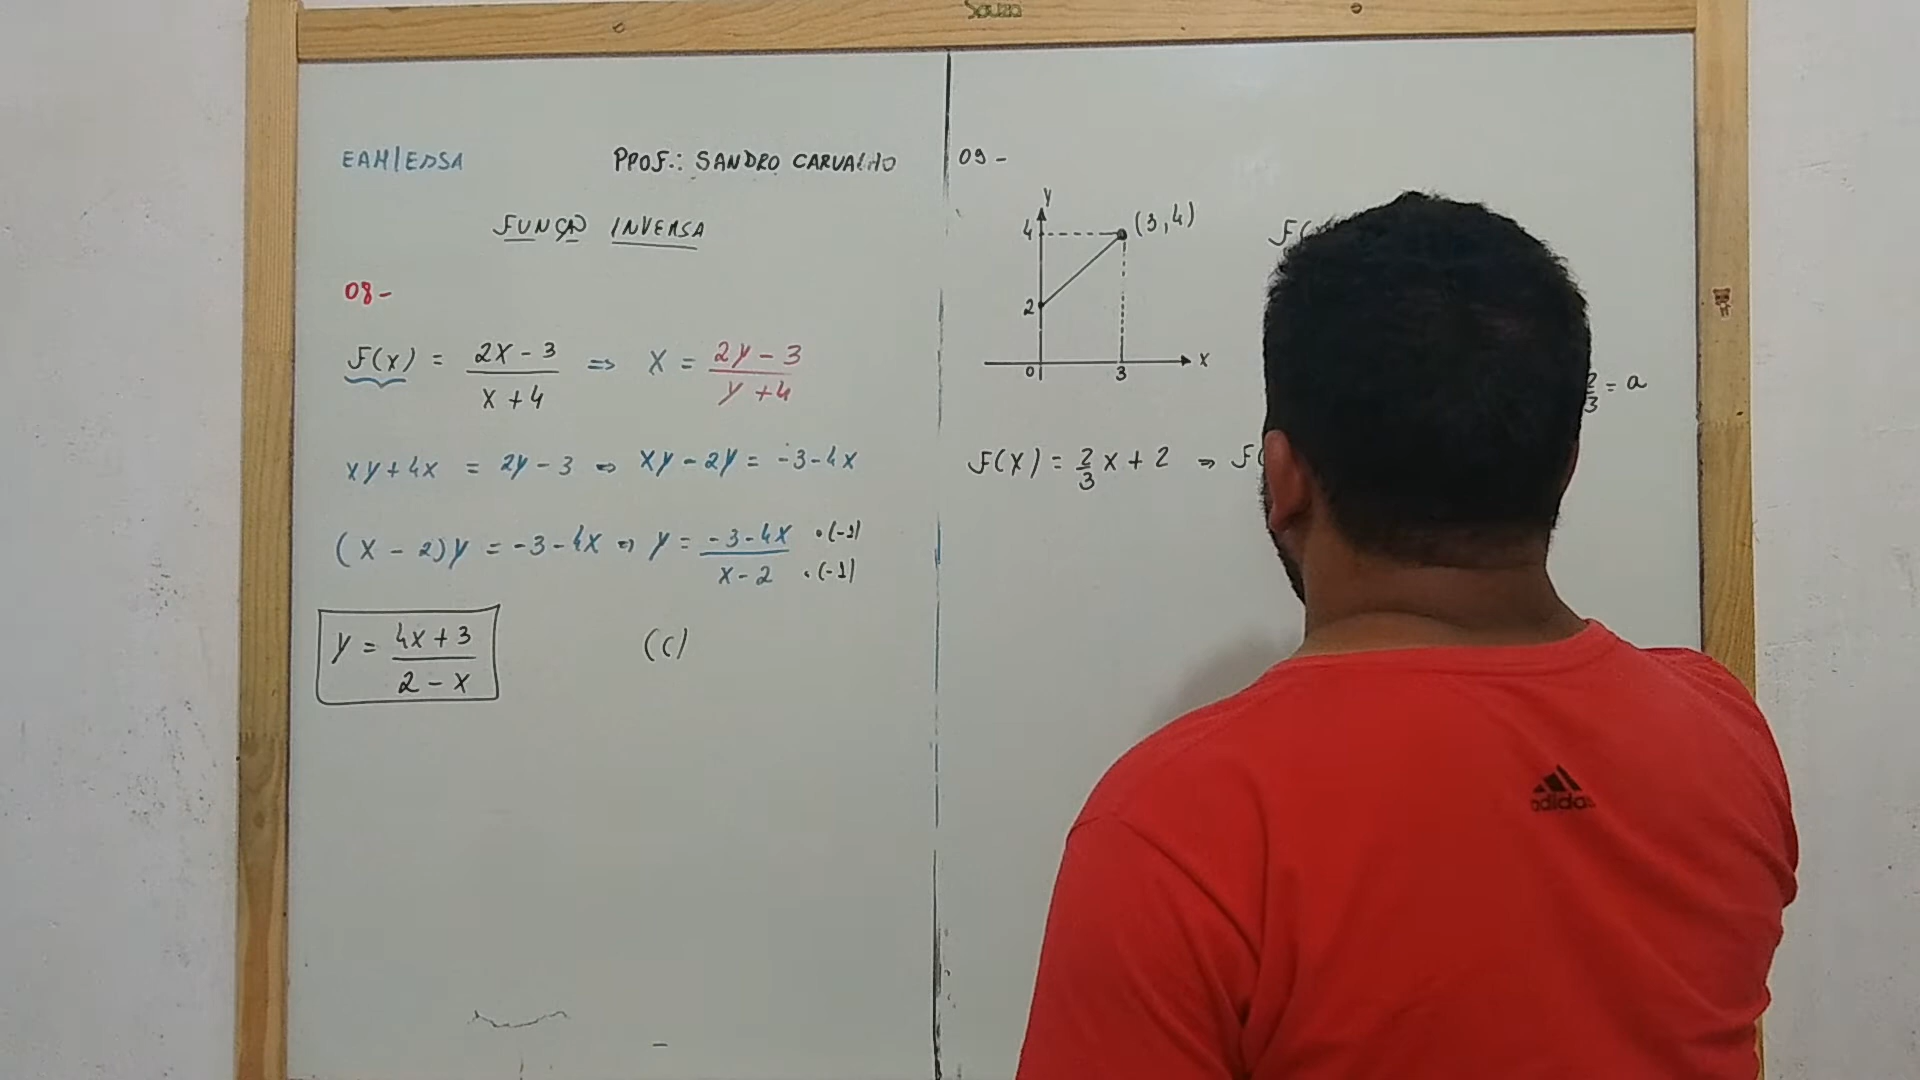 Souza
EAM/ESSA
PROF.: SANDRO CARVALHO
FUNÇÃO INVERSA
08-
F(x) = (2x - 3)/(x + 4) => x = (2y - 3)/(y + 4)
xy + 4x = 2y - 3 => xy - 2y = -3 - 4x
(x - 2)y = -3 - 4x => y = (-3 - 4x)/(x - 2) .(-1) .(-1)
y = (4x + 3)/(2 - x)
(C)
09-
y
4 (3,4)
2
0 3 x
F(
2/3 = a
F(x) = 2/3 x + 2 => F(
adidas